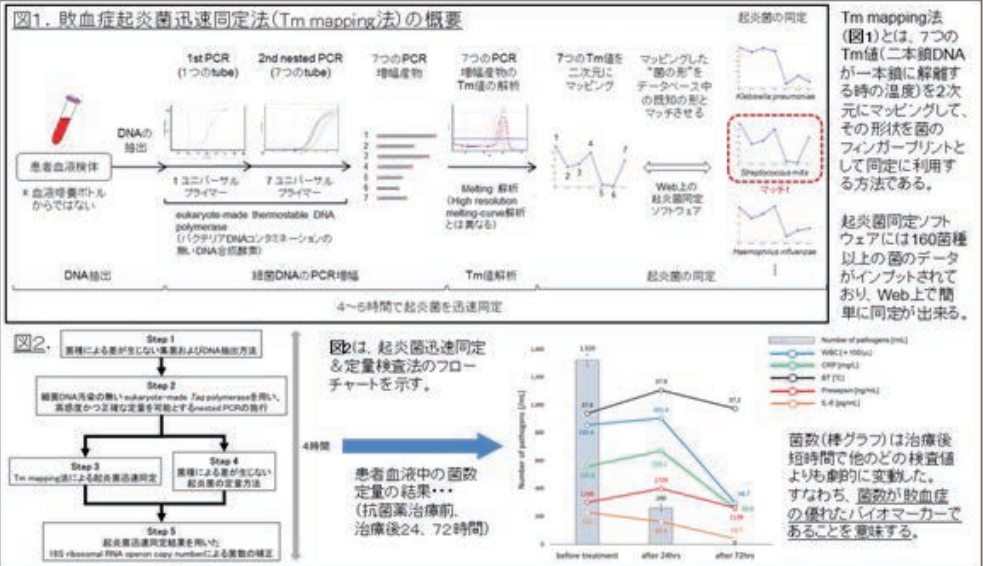 図1．敗血症起炎菌迅速同定法（Tm mapping法）の概要
1st PCR
（1つのtube）
2nd nested PCR
（7つのtube）
7つのPCR
増幅産物
7つのPCR
増幅産物の
Tm値の解析
7つのTm値を
二次元に
マッピング
マッピングした
“菌の形”を
データベース中
の既知の形と
マッチさせる
起炎菌の同定
Klebsiella pneumoniae
Streptococcus mitis
マッチ！
Haemophilus influenzae
DNAの
抽出
患者血液検体
※血液培養ボトル
からではない
1ユニバーサル
プライマー
7ユニバーサル
プライマー
eukaryote-made thermostable DNA
polymerase
（バクテリアDNAコンタミネーションの
無いDNA合成酵素）
1
2
3
4
5
6
7
Melting 解析
（High resolution
melting-curve解析
とは異なる）
1
2
3
4
5
6
7
Web上の
起炎菌同定
ソフトウェア
DNA抽出
細菌DNAのPCR増幅
Tm値解析
起炎菌の同定
4～5時間で起炎菌を迅速同定
Tm mapping法
（図1）とは、7つの
Tm値（二本鎖DNA
が一本鎖に解離す
る時の温度）を2次
元にマッピングして、
その形状を菌の
フィンガープリントと
して同定に利用す
る方法である。
起炎菌同定ソフト
ウェアには160菌種
以上の菌のデータ
がインプットされて
おり、Web上で簡
単に同定が出来る。
図2．
Step 1
菌種による差が生じない集菌およびDNA抽出方法
Step 2
細菌DNA汚染の無い eukaryote-made Taq polymeraseを用い、
高感度かつ正確な定量を可能とするnested PCRの施行
Step 3
Tm mapping法による起炎菌迅速同定
Step 4
菌種による差が生じない
起炎菌の定量方法
Step 5
起炎菌迅速同定結果を用いた
16S ribosomal RNA operon copy numberによる菌数の補正
4時間
図2は、起炎菌迅速同定
＆定量検査法のフロー
チャートを示す。
患者血液中の菌数
定量の結果・・・
（抗菌薬治療前、
治療後24、72時間）
Number of pathogens [/mL]
before treatment
after 24hrs
after 72hrs
Number of pathogens [/mL]
WBC [×100/μL]
CRP [mg/L]
BT [℃]
Presepsin [pg/mL]
IL-6 [pg/mL]
菌数（棒グラフ）は治療後
短時間で他のどの検査値
よりも劇的に変動した。
すなわち、菌数が敗血症
の優れたバイオマーカーで
あることを意味する。